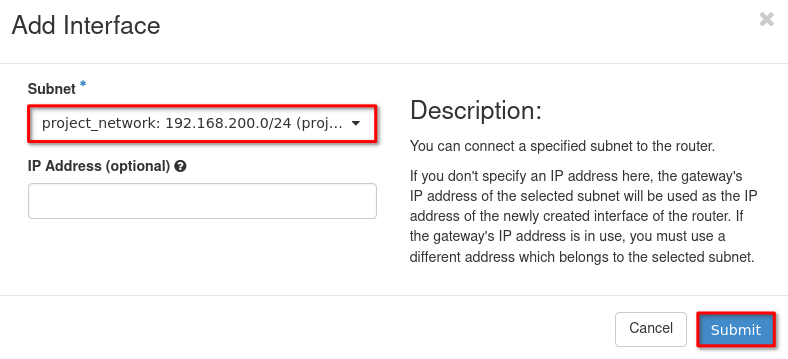 Add Interface
×
Subnet *
project_network: 192.168.200.0/24 (proj...
IP Address (optional)
Description:
You can connect a specified subnet to the router.
If you don't specify an IP address here, the gateway's
IP address of the selected subnet will be used as the IP
address of the newly created interface of the router. If
the gateway's IP address is in use, you must use a
different address which belongs to the selected subnet.
Cancel
Submit